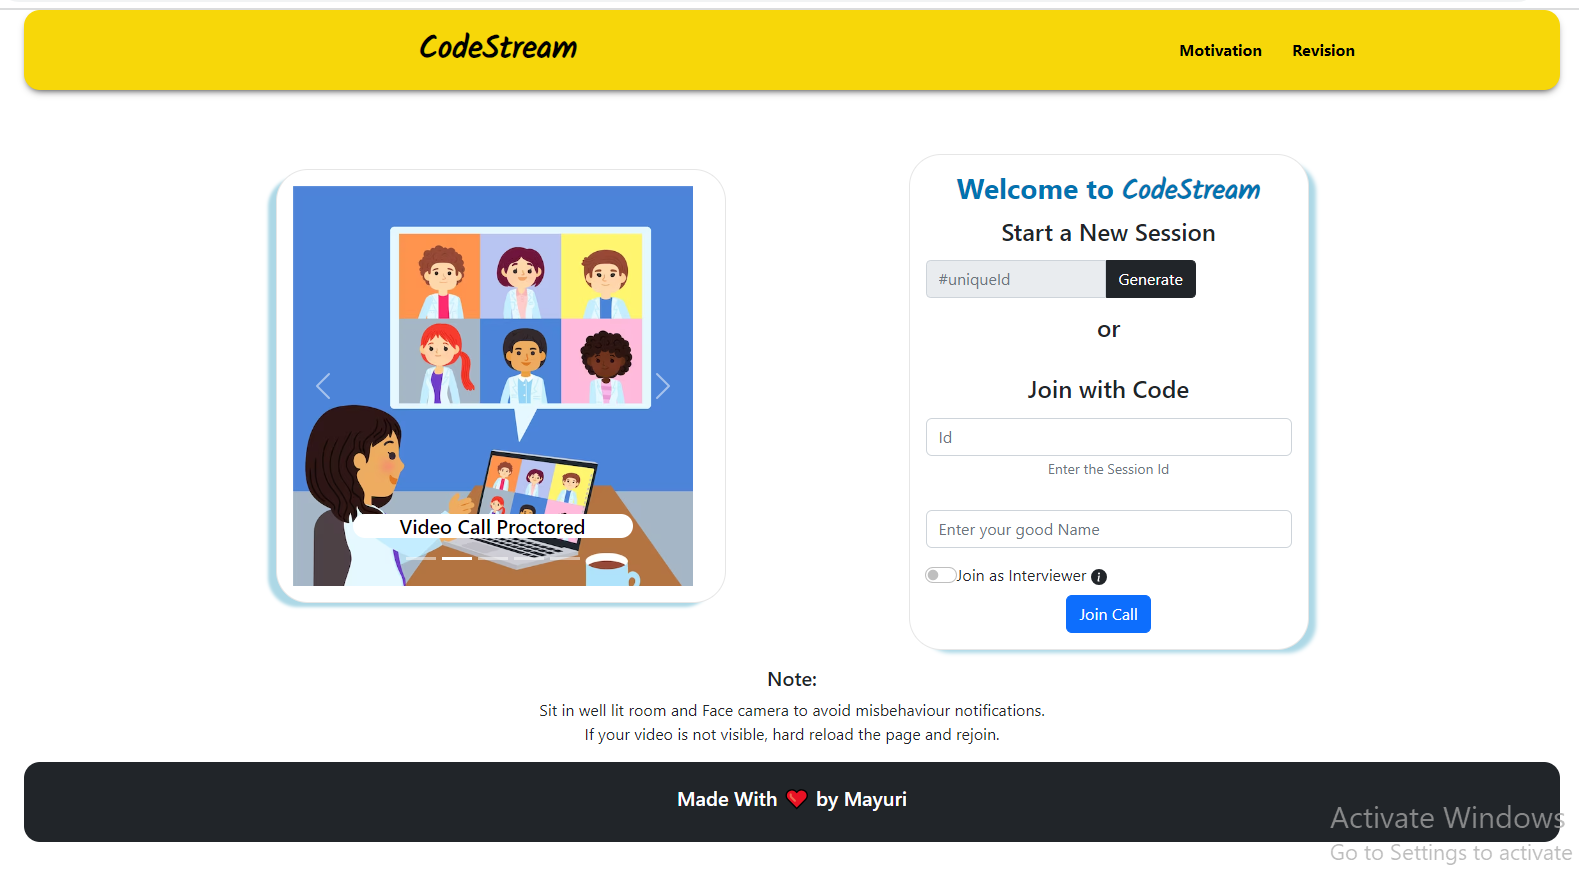 CodeStream
Motivation
Revision
Welcome to CodeStream
Start a New Session
#uniqueId
Generate
or
Join with Code
Id
Enter the Session Id
Enter your good Name
Join as Interviewer i
Join Call
Video Call Proctored
Note:
Sit in well lit room and Face camera to avoid misbehaviour notifications.
If your video is not visible, hard reload the page and rejoin.
Made With ❤️ by Mayuri
Activate Windows
Go to Settings to activate